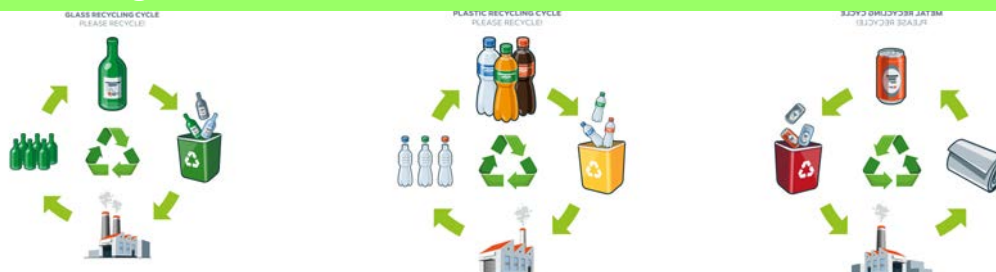 GLASS RECYCLING CYCLE
PLEASE RECYCLE!
PLASTIC RECYCLING CYCLE
PLEASE RECYCLE!
METAL RECYCLING CYCLE
PLEASE RECYCLE!